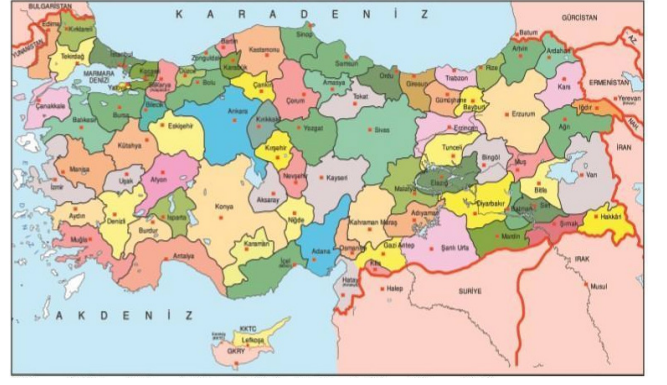 BULGARİSTAN
K A R A D E N İ Z
GÜRCİSTAN
YUNANİSTAN
Edirne
Kırklareli
Tekirdağ
İstanbul
MARMARA
DENİZİ
Yalova
Kocaeli
Sakarya
Düzce
Bolu
Zonguldak
Bartın
Karabük
Kastamonu
Sinop
Samsun
Ordu
Giresun
Trabzon
Rize
Batum
Artvin
Ardahan
AZ.
Çanakkale
Balıkesir
Bursa
Bilecik
Eskişehir
Ankara
Çankırı
Çorum
Amasya
Tokat
Gümüşhane
Bayburt
Erzurum
Kars
ERMENİSTAN
Yerevan
Iğdır
NAH.
Ağrı
İRAN
Kütahya
Kırıkkale
Yozgat
Sivas
Erzincan
Tunceli
Bingöl
Muş
Kırşehir
Manisa
İzmir
Uşak
Afyon
Nevşehir
Kayseri
Malatya
Elazığ
Bitlis
Van
Aydın
Denizli
Burdur
Isparta
Konya
Aksaray
Niğde
Kahraman Maraş
Adıyaman
Diyarbakır
Batman
Siirt
Şırnak
Hakkâri
Muğla
Antalya
Karaman
İçel
Adana
Osmaniye
Gazi Antep
Şanlı Urfa
Mardin
Kilis
Hatay
Halep
SURİYE
IRAK
Musul
A K D E N İ Z
KKTC
Lefkoşa
GKRY